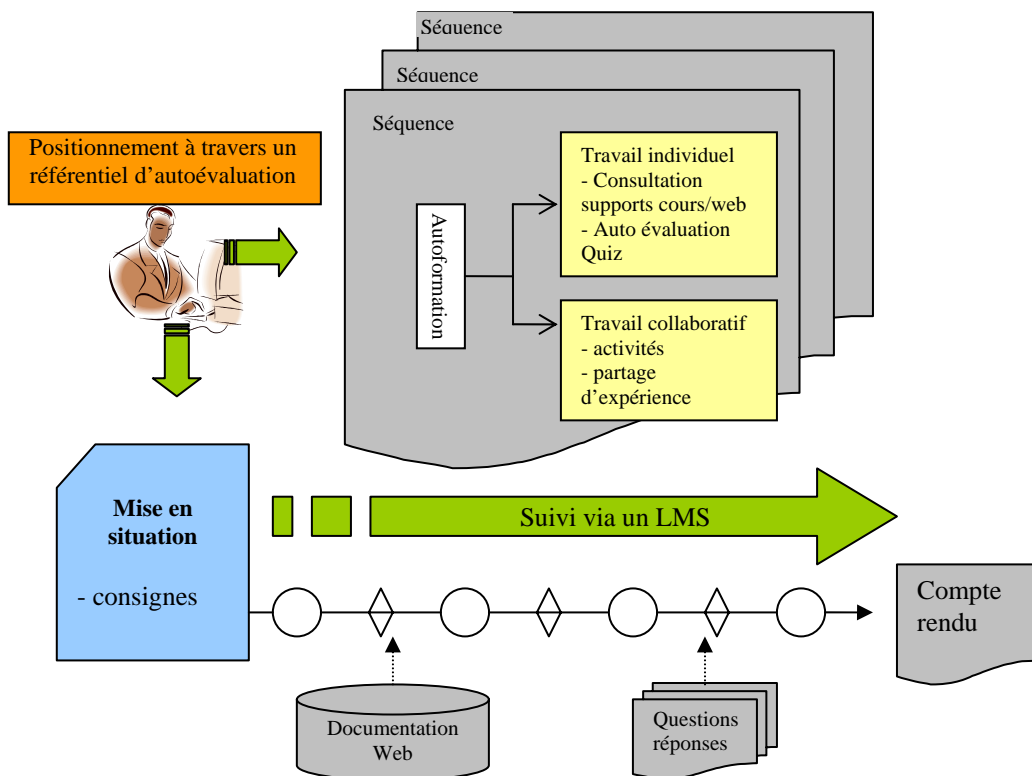 Séquence
Séquence
Séquence
Positionnement à travers un
référentiel d'autoévaluation
Autoformation
Travail individuel
- Consultation
supports cours/web
- Auto évaluation
Quiz
Travail collaboratif
- activités
- partage
d'expérience
Mise en
situation
- consignes
Suivi via un LMS
Compte
rendu
Documentation
Web
Questions
réponses